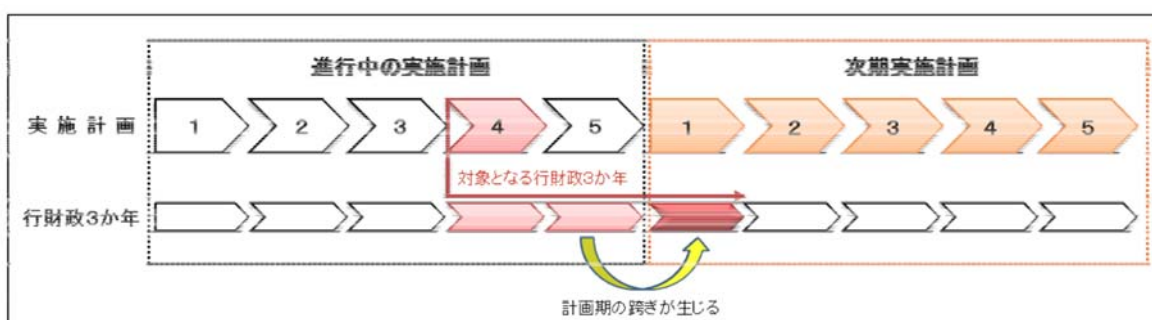 進行中の実施計画
次期実施計画
実施計画
1 2 3 4 5 1 2 3 4 5
対象となる行財政3か年
行財政3か年
計画期の跨ぎが生じる